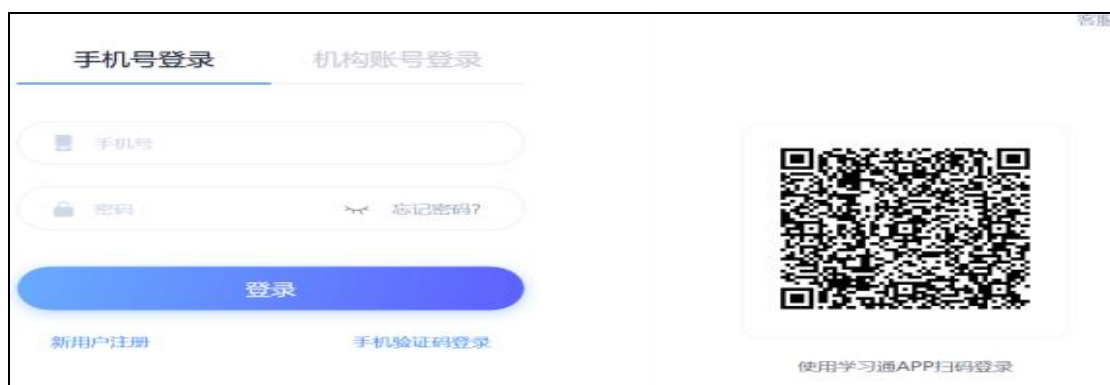 客服
手机号登录
机构账号登录
手机号
密码
忘记密码?
登录
新用户注册
手机验证码登录
使用学习通APP扫码登录